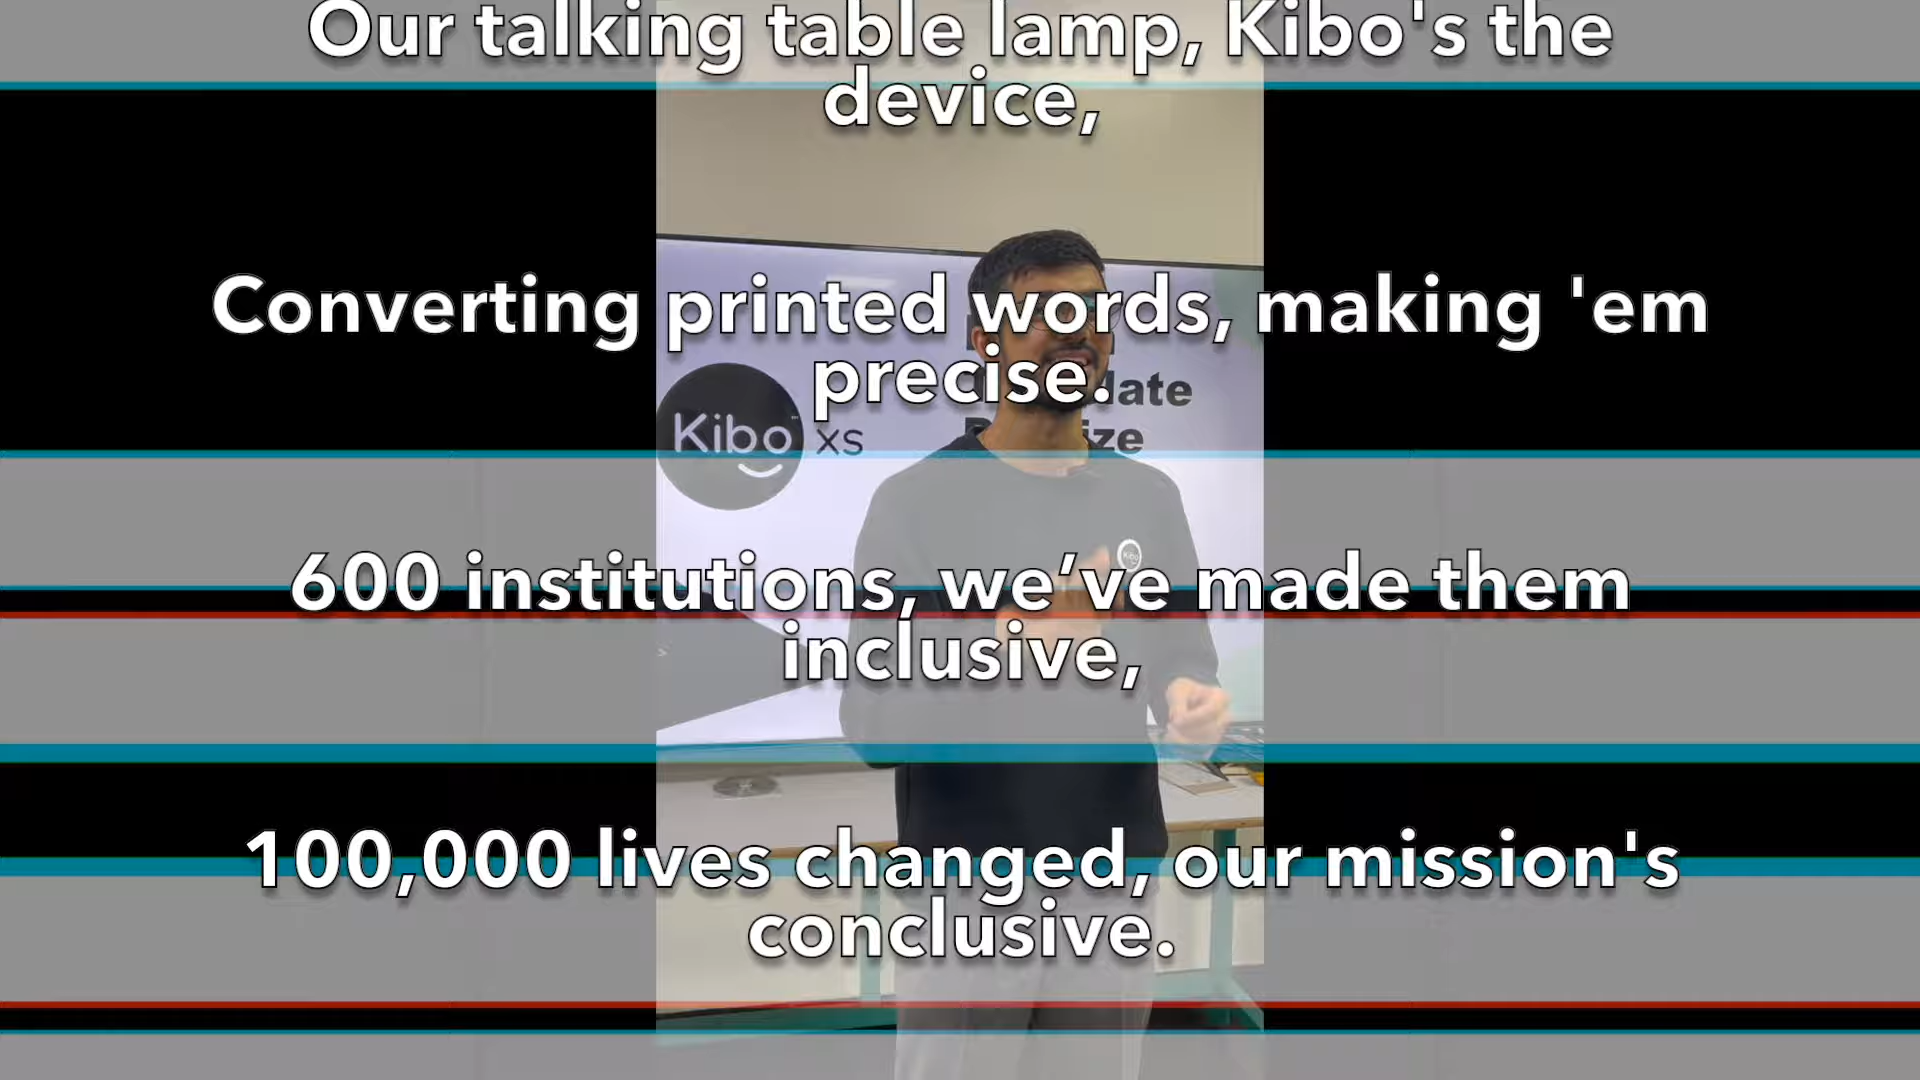 Our talking table lamp, Kibo's the
device,
Converting printed words, making 'em
precise.
Kibo XS
600 institutions, we’ve made them
inclusive,
100,000 lives changed, our mission's
conclusive.